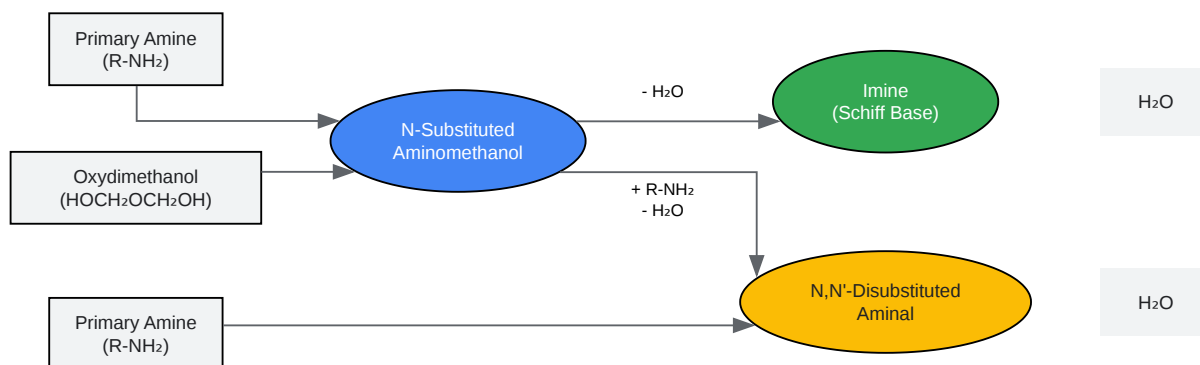 Primary Amine
(R-NH₂)
Oxydimethanol
(HOCH₂OCH₂OH)
Primary Amine
(R-NH₂)
N-Substituted
Aminomethanol
- H₂O
+ R-NH₂
- H₂O
Imine
(Schiff Base)
N,N'-Disubstituted
Aminal
H₂O
H₂O